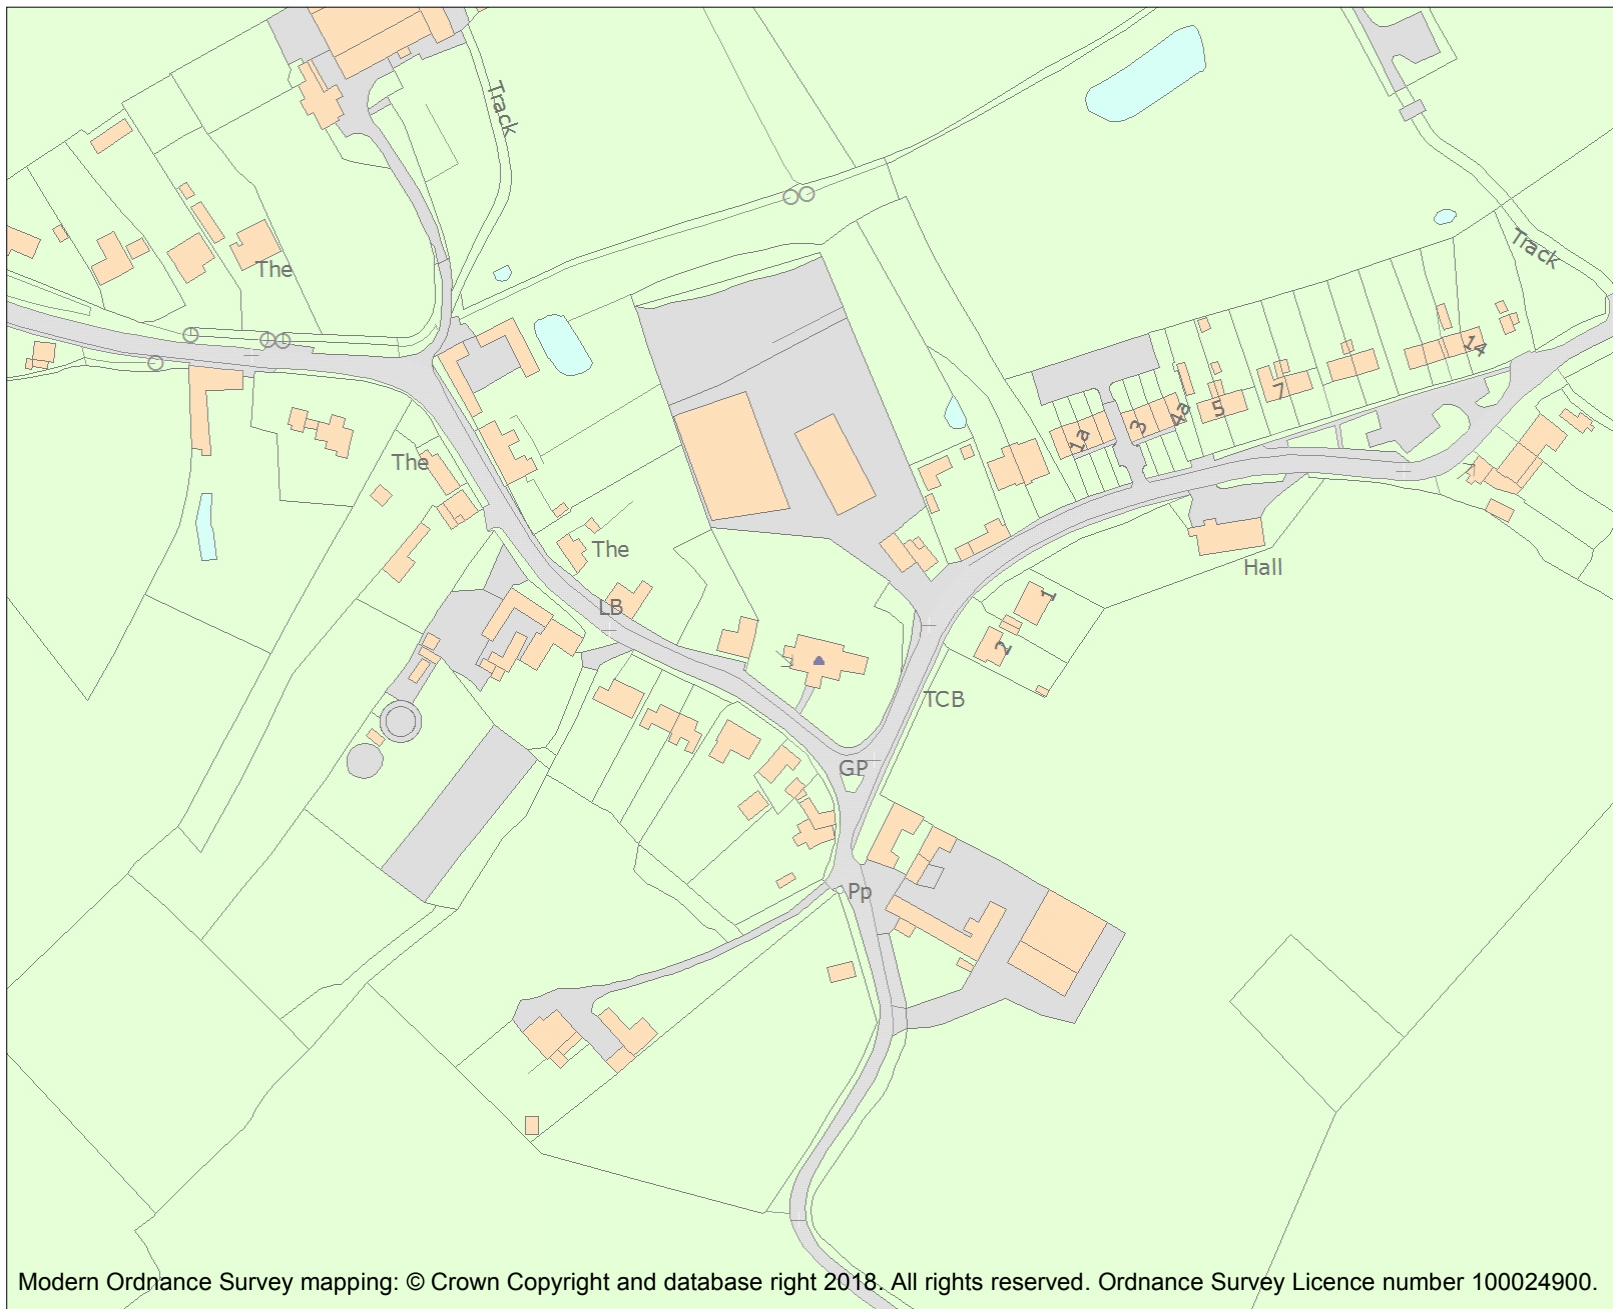 Track
Track
The
14
7
5
4a
3
1a
The
The
Hall
LB
1
2
TCB
GP
Pp
Modern Ordnance Survey mapping: © Crown Copyright and database right 2018. All rights reserved. Ordnance Survey Licence number 100024900.